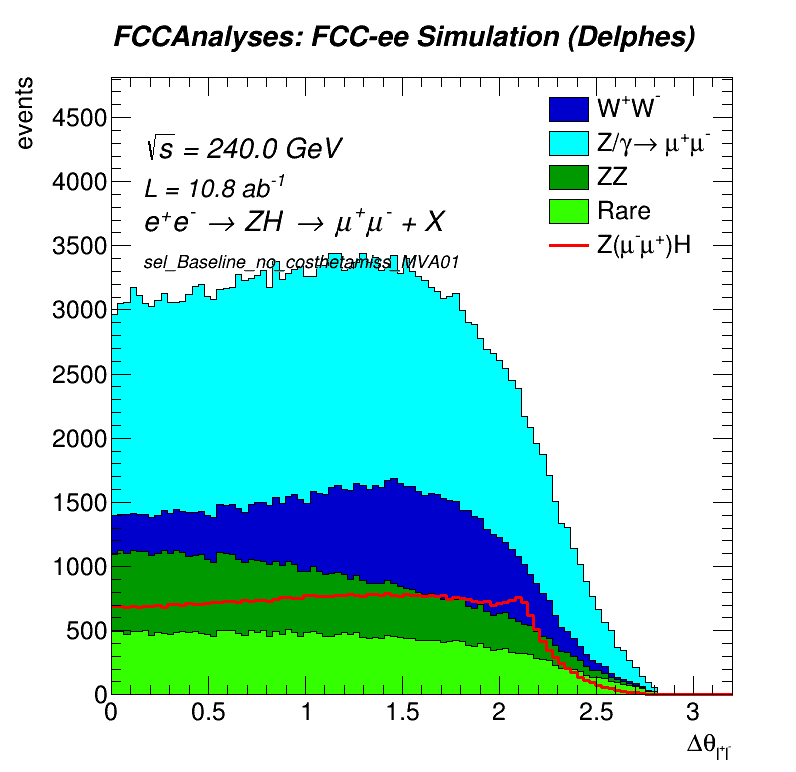 FCCAnalyses: FCC-ee Simulation (Delphes)
events
√s = 240.0 GeV
L = 10.8 ab⁻¹
e⁺e⁻ → ZH → μ⁺μ⁻ + X
sel_Baseline_no_costhetamiss_MVA01
W⁺W⁻
Z/γ→ μ⁺μ⁻
ZZ
Rare
Z(μ⁻μ⁺)H
4500
4000
3500
3000
2500
2000
1500
1000
500
0
0 0.5 1 1.5 2 2.5 3
Δθ_l⁺l⁻